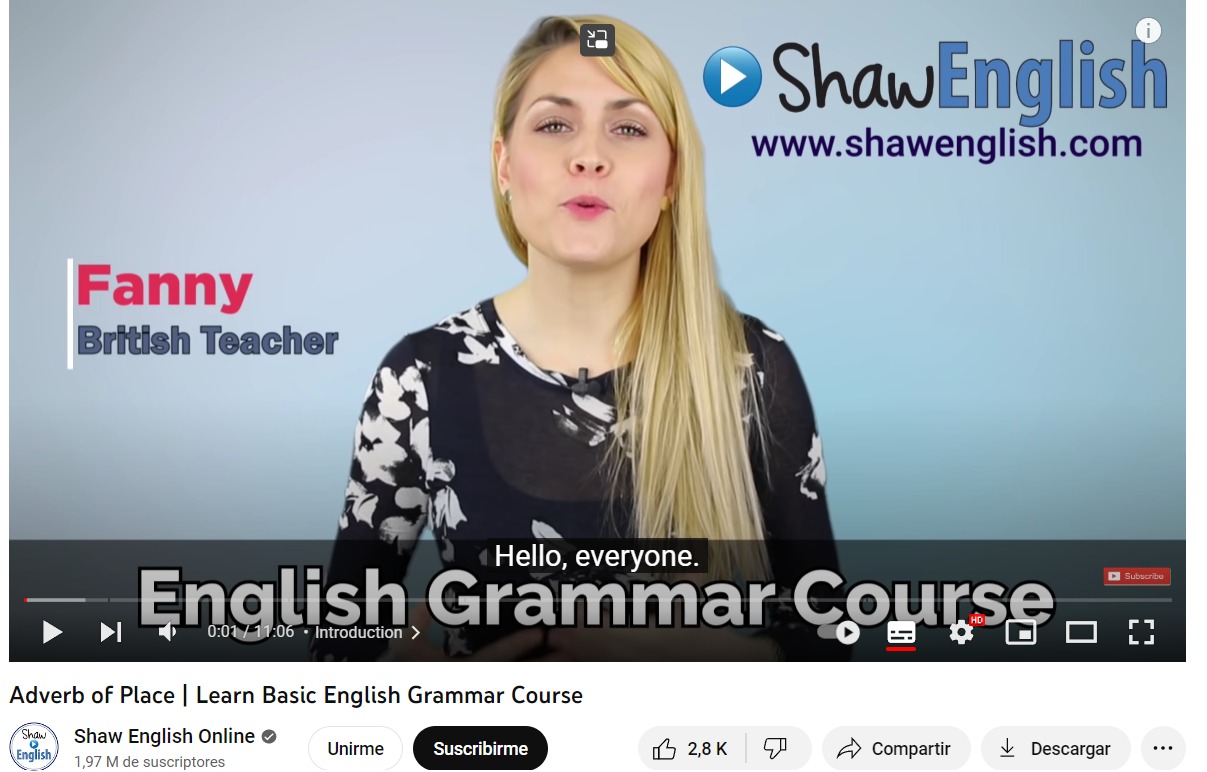 ShawEnglish
www.shawenglish.com
Fanny
British Teacher
Hello, everyone.
English Grammar Course
Subscribe
0:01 / 11:06 • Introduction
HD
Adverb of Place | Learn Basic English Grammar Course
Shaw
English
Shaw English Online
1,97 M de suscriptores
Unirme
Suscribirme
2,8 K
Compartir
Descargar